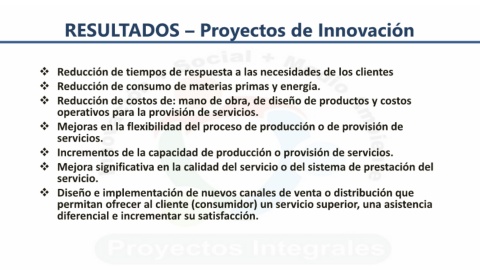 RESULTADOS – Proyectos de Innovación
❖ Reducción de tiempos de respuesta a las necesidades de los clientes
❖ Reducción de consumo de materias primas y energía.
❖ Reducción de costos de: mano de obra, de diseño de productos y costos
operativos para la provisión de servicios.
❖ Mejoras en la flexibilidad del proceso de producción o de provisión de
servicios.
❖ Incrementos de la capacidad de producción o provisión de servicios.
❖ Mejora significativa en la calidad del servicio o del sistema de prestación del
servicio.
❖ Diseño e implementación de nuevos canales de venta o distribución que
permitan ofrecer al cliente (consumidor) un servicio superior, una asistencia
diferencial e incrementar su satisfacción.
Proyectos Integrales